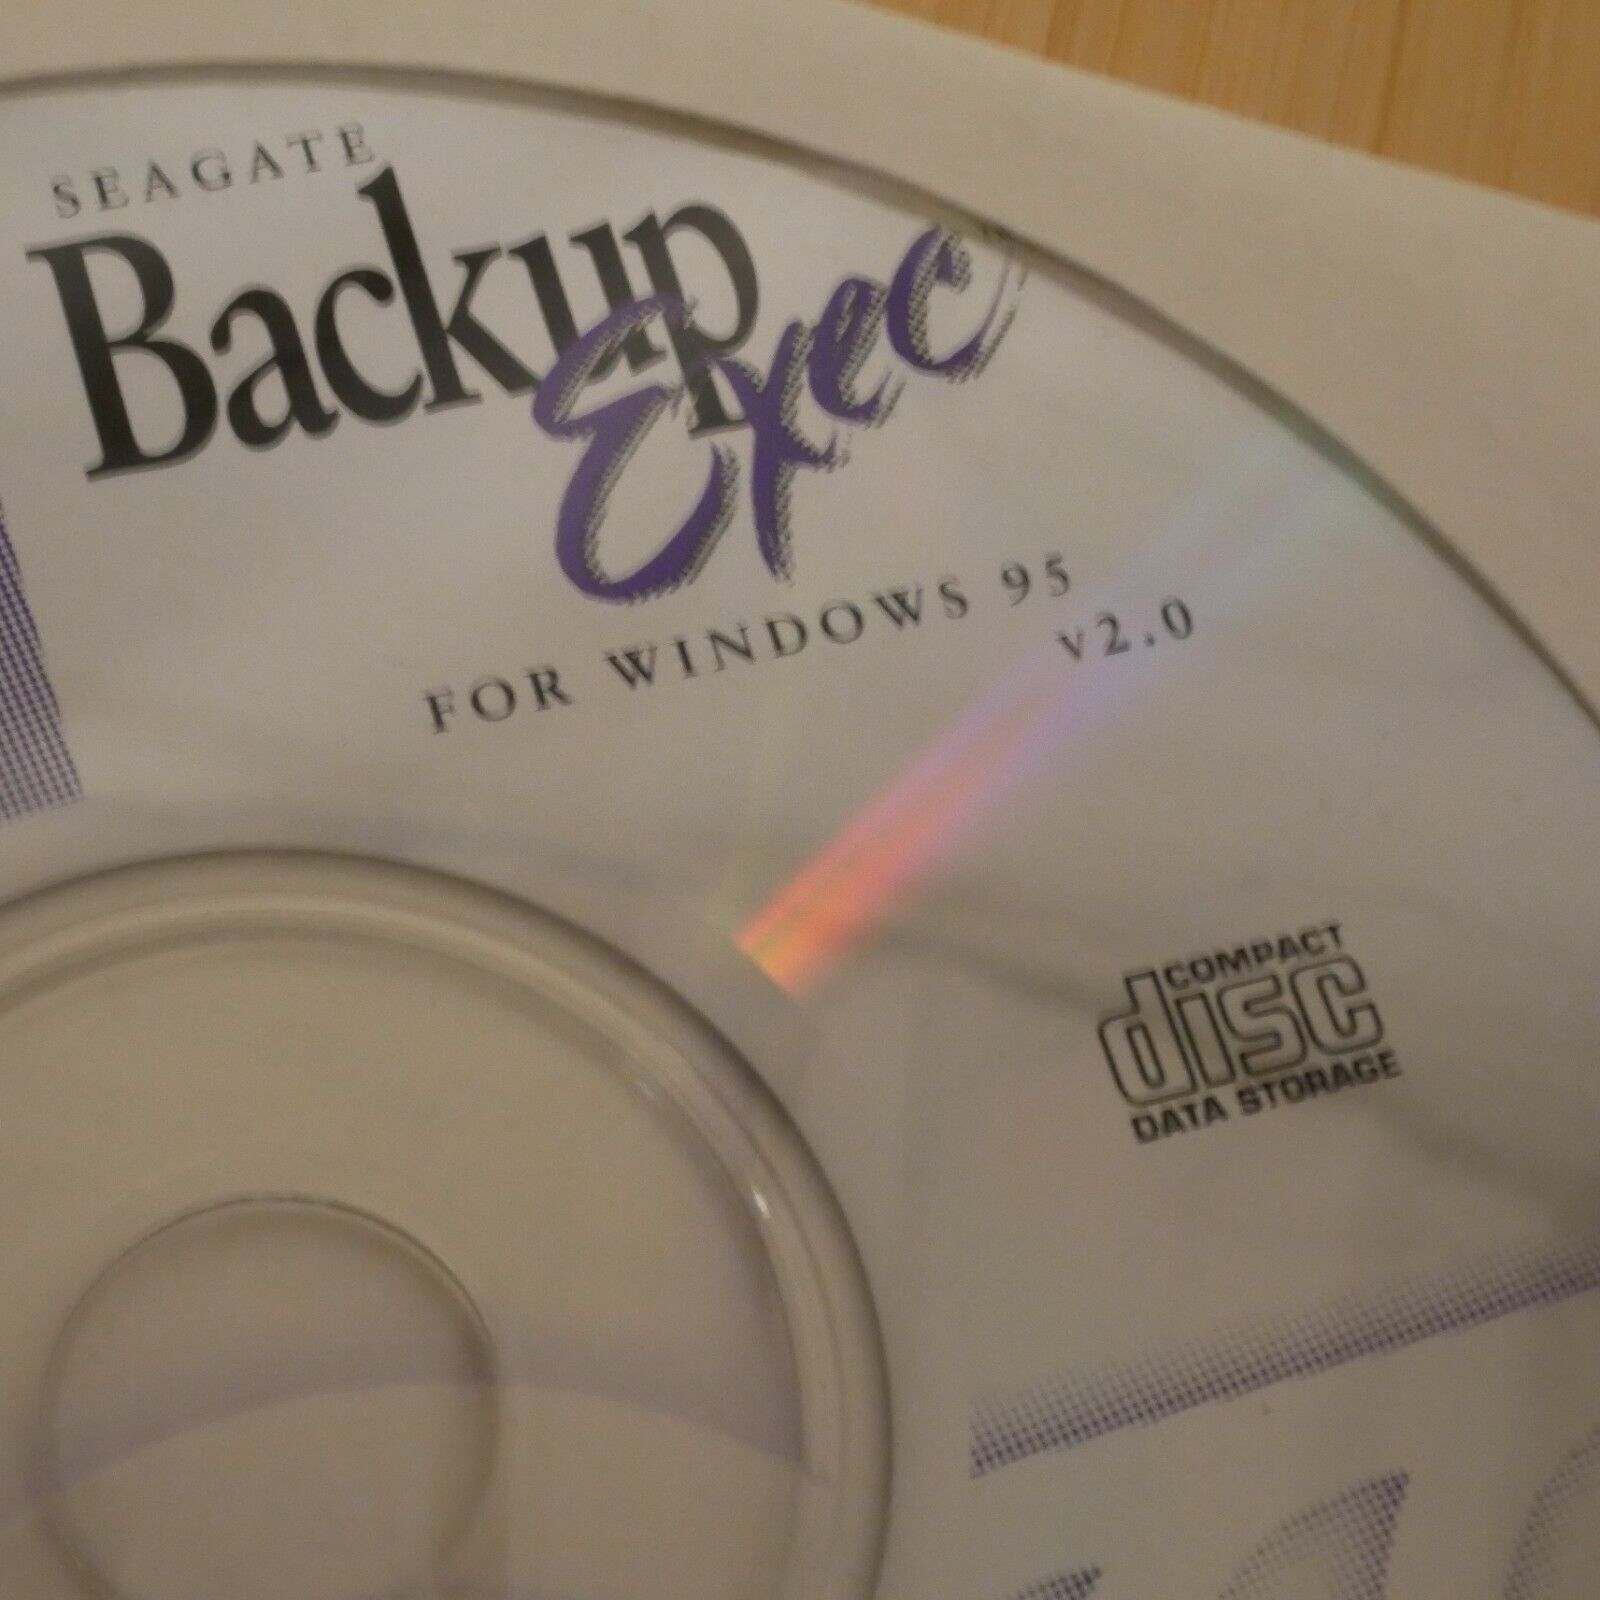 SEAGATE
Backup
Exec
FOR WINDOWS 95
v2.0
COMPACT
disc
DATA STORAGE